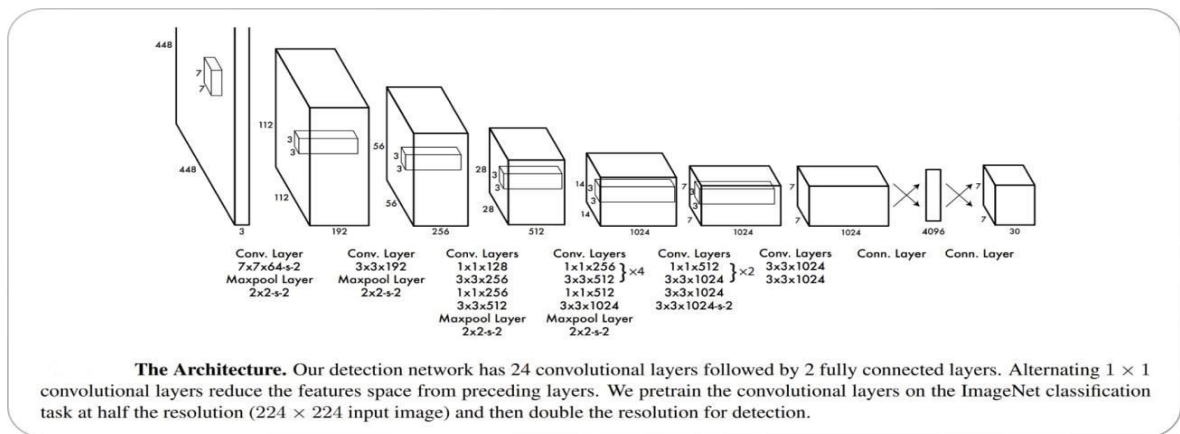 448
7
7
448
3
112
3
3
112
192
56
3
3
56
256
28
3
3
28
512
14
3
3
14
1024
7
3
3
7
1024
7
7
1024
4096
7
7
30
Conv. Layer
7x7x64-s-2
Maxpool Layer
2x2-s-2
Conv. Layer
3x3x192
Maxpool Layer
2x2-s-2
Conv. Layers
1x1x128
3x3x256
1x1x256
3x3x512
Maxpool Layer
2x2-s-2
Conv. Layers
1x1x256
3x3x512
}×4
1x1x512
3x3x1024
Maxpool Layer
2x2-s-2
Conv. Layers
1x1x512
3x3x1024
}×2
3x3x1024
3x3x1024-s-2
Conv. Layers
3x3x1024
3x3x1024
Conn. Layer
Conn. Layer
The Architecture. Our detection network has 24 convolutional layers followed by 2 fully connected layers. Alternating 1 × 1
convolutional layers reduce the features space from preceding layers. We pretrain the convolutional layers on the ImageNet classification
task at half the resolution (224 × 224 input image) and then double the resolution for detection.